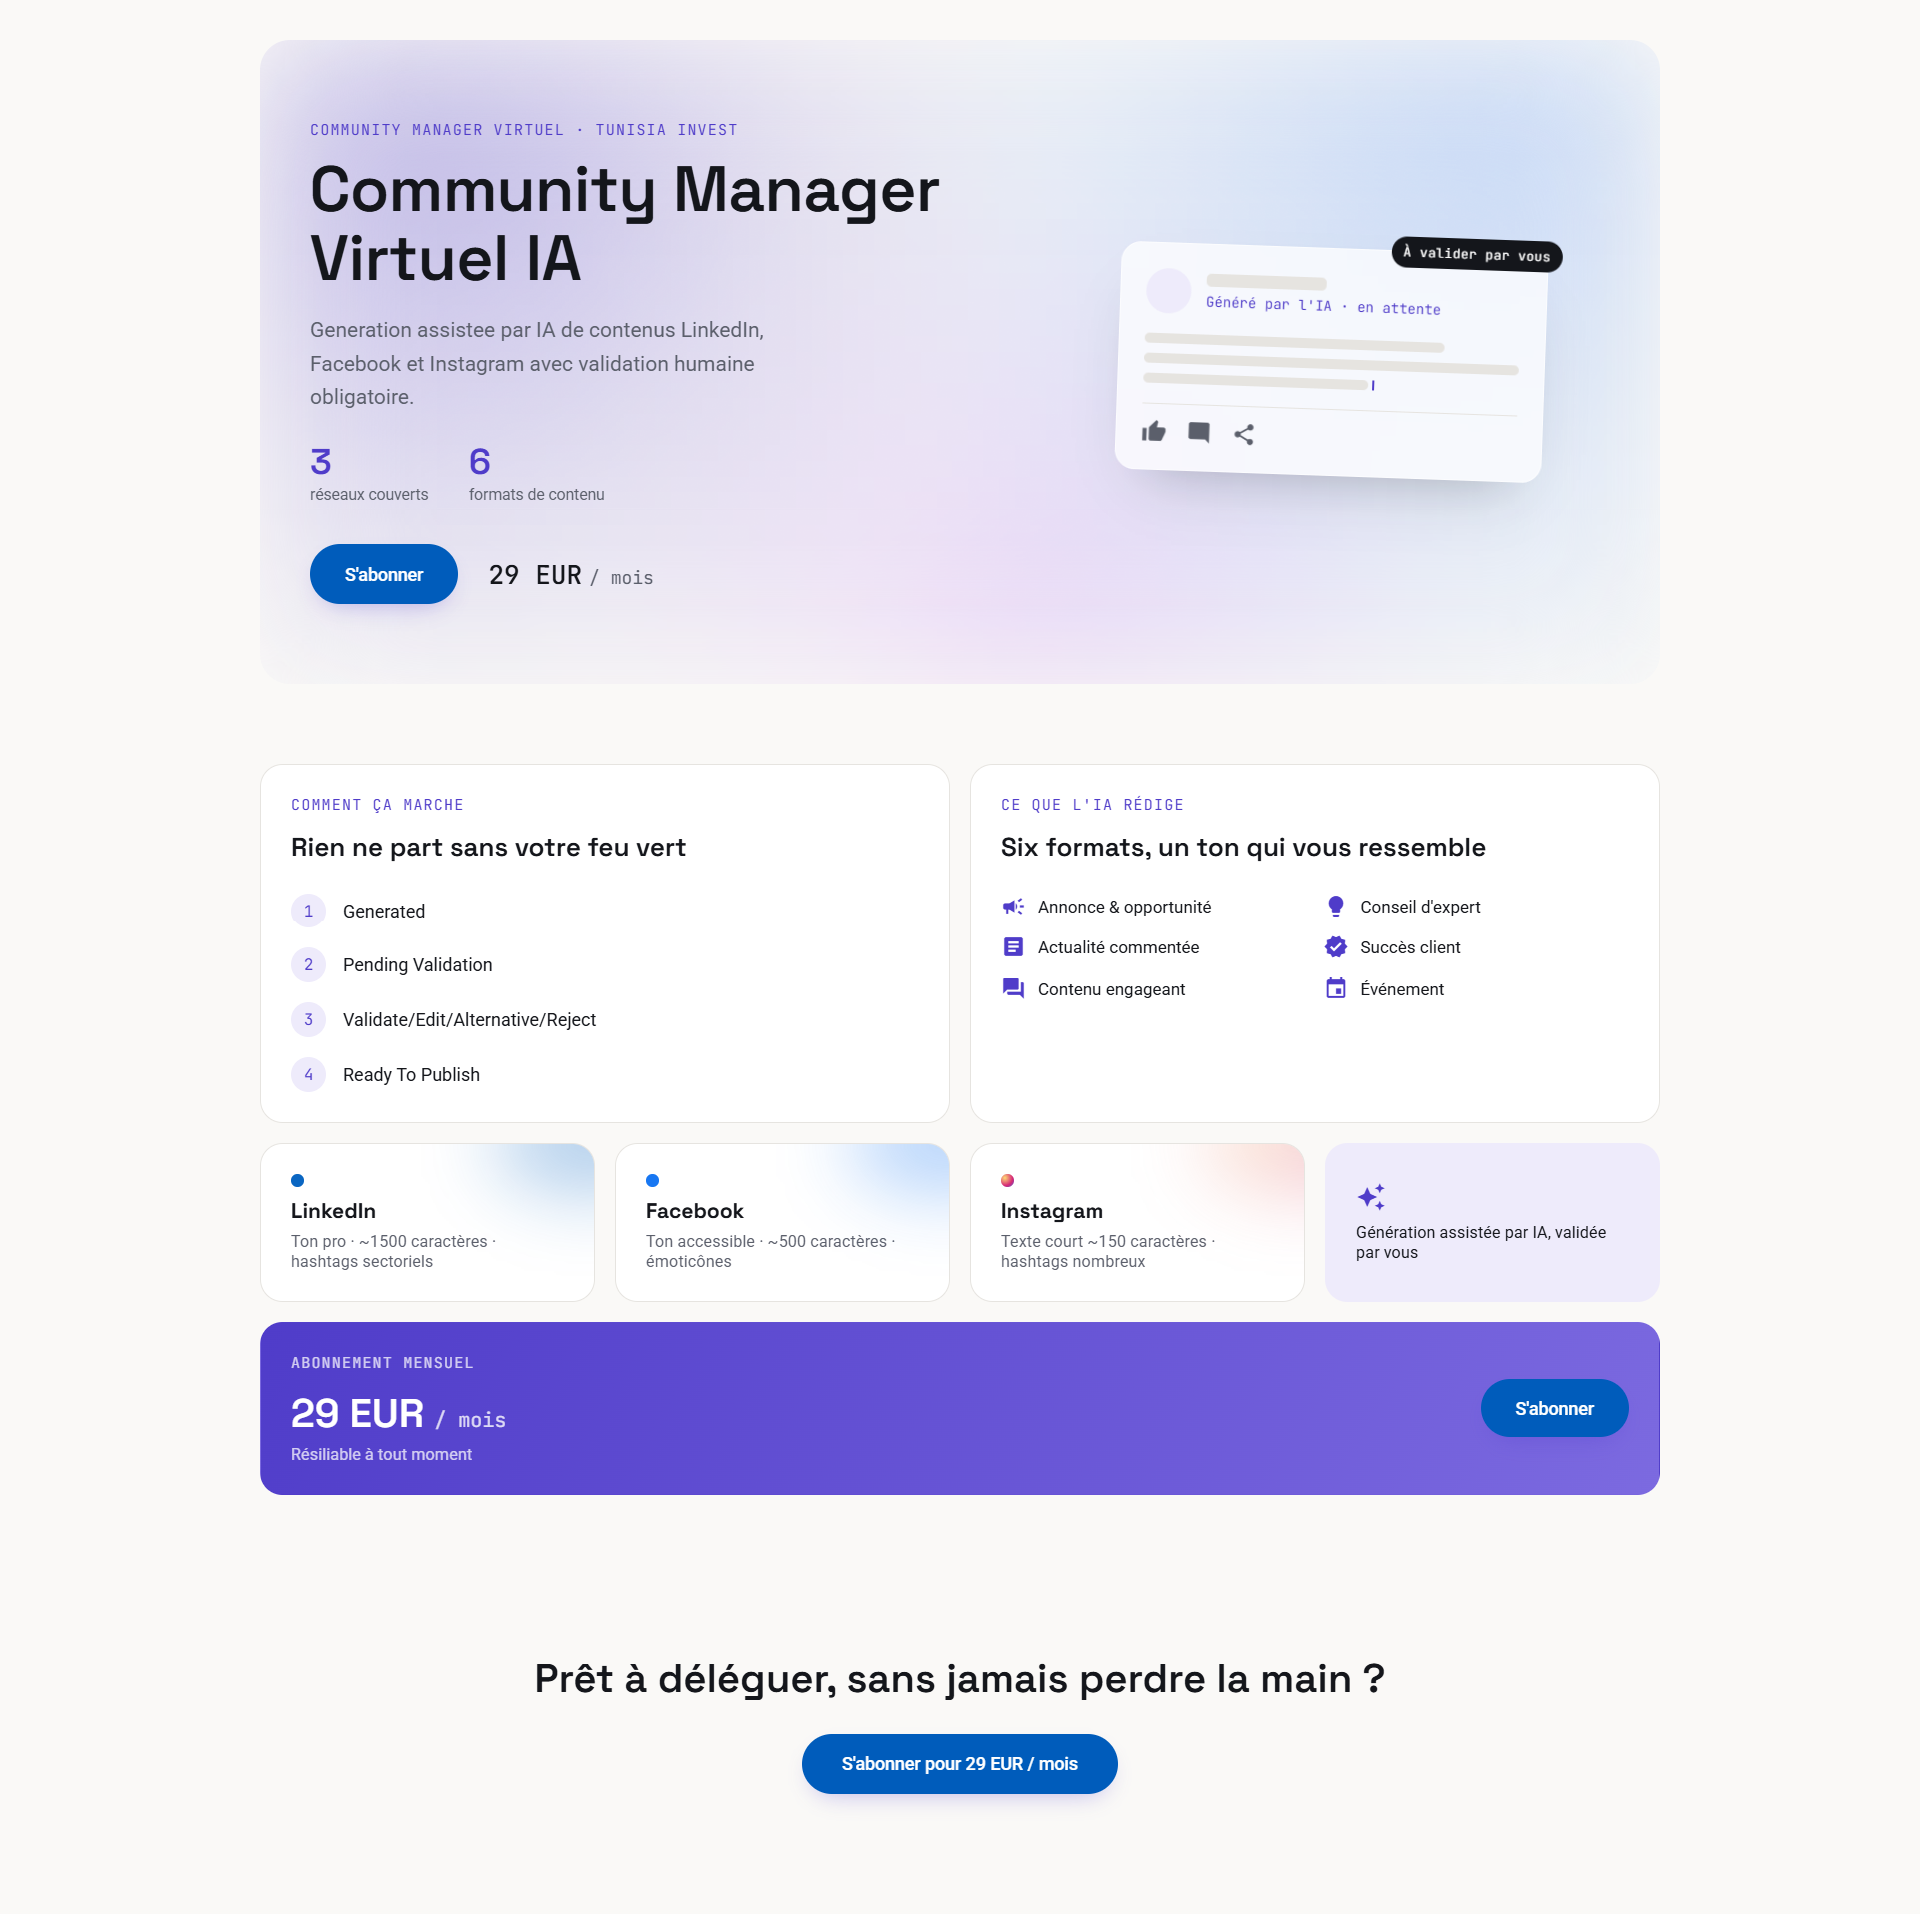 COMMUNITY MANAGER VIRTUEL · TUNISIA INVEST
Community Manager
Virtuel IA
Generation assistee par IA de contenus LinkedIn,
Facebook et Instagram avec validation humaine
obligatoire.
3
réseaux couverts
6
formats de contenu
S'abonner
29 EUR / mois
À valider par vous
Généré par l'IA · en attente
COMMENT ÇA MARCHE
Rien ne part sans votre feu vert
1 Generated
2 Pending Validation
3 Validate/Edit/Alternative/Reject
4 Ready To Publish
CE QUE L'IA RÉDIGE
Six formats, un ton qui vous ressemble
Annonce & opportunité
Conseil d'expert
Actualité commentée
Succès client
Contenu engageant
Événement
LinkedIn
Ton pro · ~1500 caractères ·
hashtags sectoriels
Facebook
Ton accessible · ~500 caractères ·
émoticônes
Instagram
Texte court ~150 caractères ·
hashtags nombreux
Génération assistée par IA, validée
par vous
ABONNEMENT MENSUEL
29 EUR / mois
Résiliable à tout moment
S'abonner
Prêt à déléguer, sans jamais perdre la main ?
S'abonner pour 29 EUR / mois